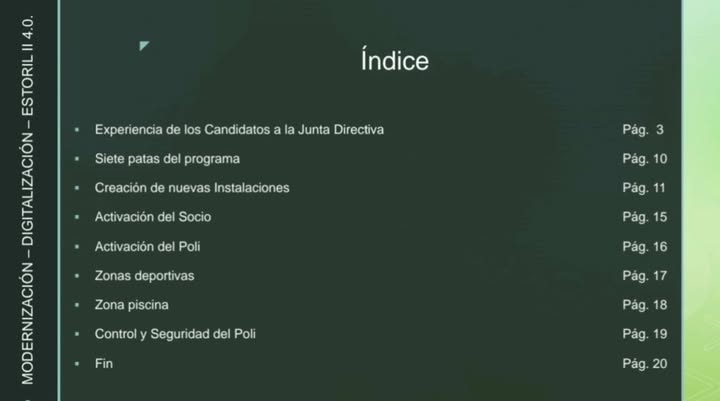 MODERNIZACIÓN – DIGITALIZACIÓN – ESTORIL II 4.0.
Índice
▪ Experiencia de los Candidatos a la Junta Directiva Pág. 3
▪ Siete patas del programa Pág. 10
▪ Creación de nuevas Instalaciones Pág. 11
▪ Activación del Socio Pág. 15
▪ Activación del Poli Pág. 16
▪ Zonas deportivas Pág. 17
▪ Zona piscina Pág. 18
▪ Control y Seguridad del Poli Pág. 19
▪ Fin Pág. 20